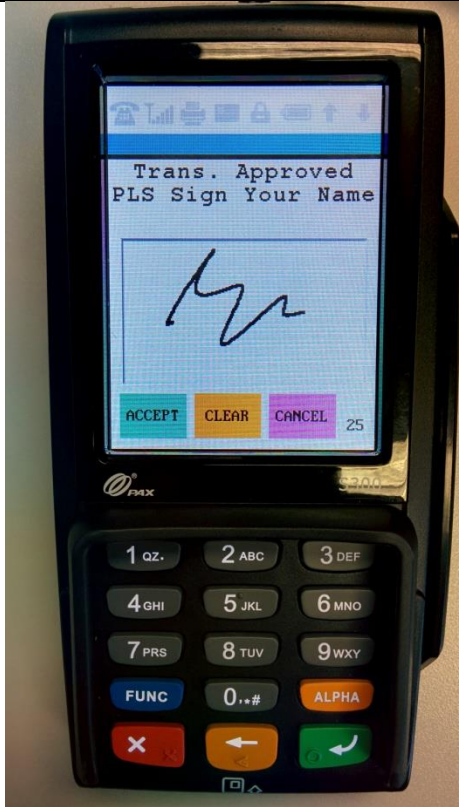 Trans. Approved
PLS Sign Your Name
ACCEPT CLEAR CANCEL 25
PAX S300
1 QZ. 2 ABC 3 DEF
4 GHI 5 JKL 6 MNO
7 PRS 8 TUV 9 WXY
FUNC 0,*# ALPHA